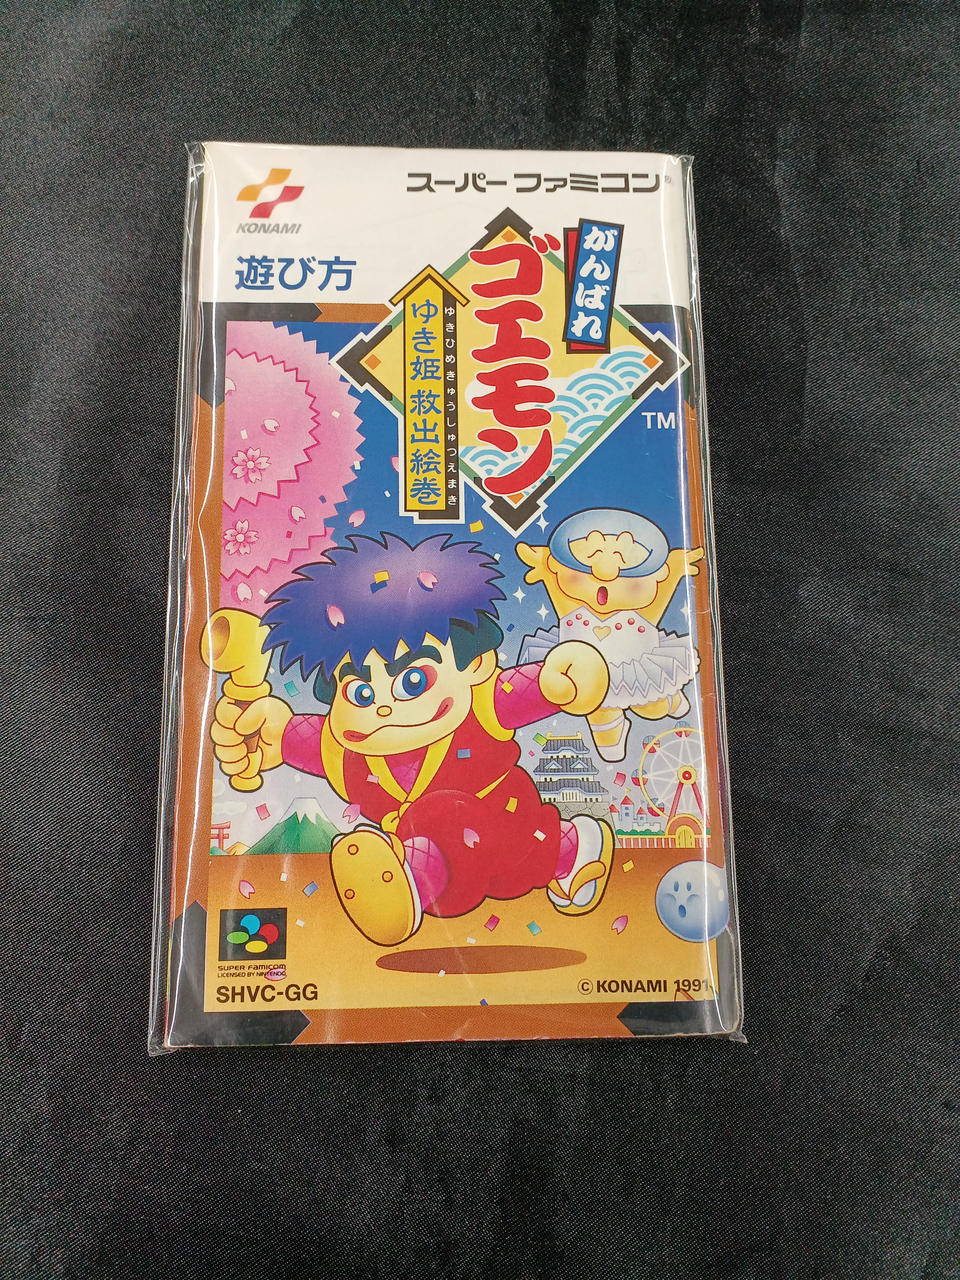 KONAMI
スーパーファミコン®
遊び方
がんばれ
ゴエモン
ゆき姫救出絵巻
ゆきひめきゅうしゅつえまき
TM
SUPER FAMICOM
LICENSED BY NINTENDO
SHVC-GG
© KONAMI 1991